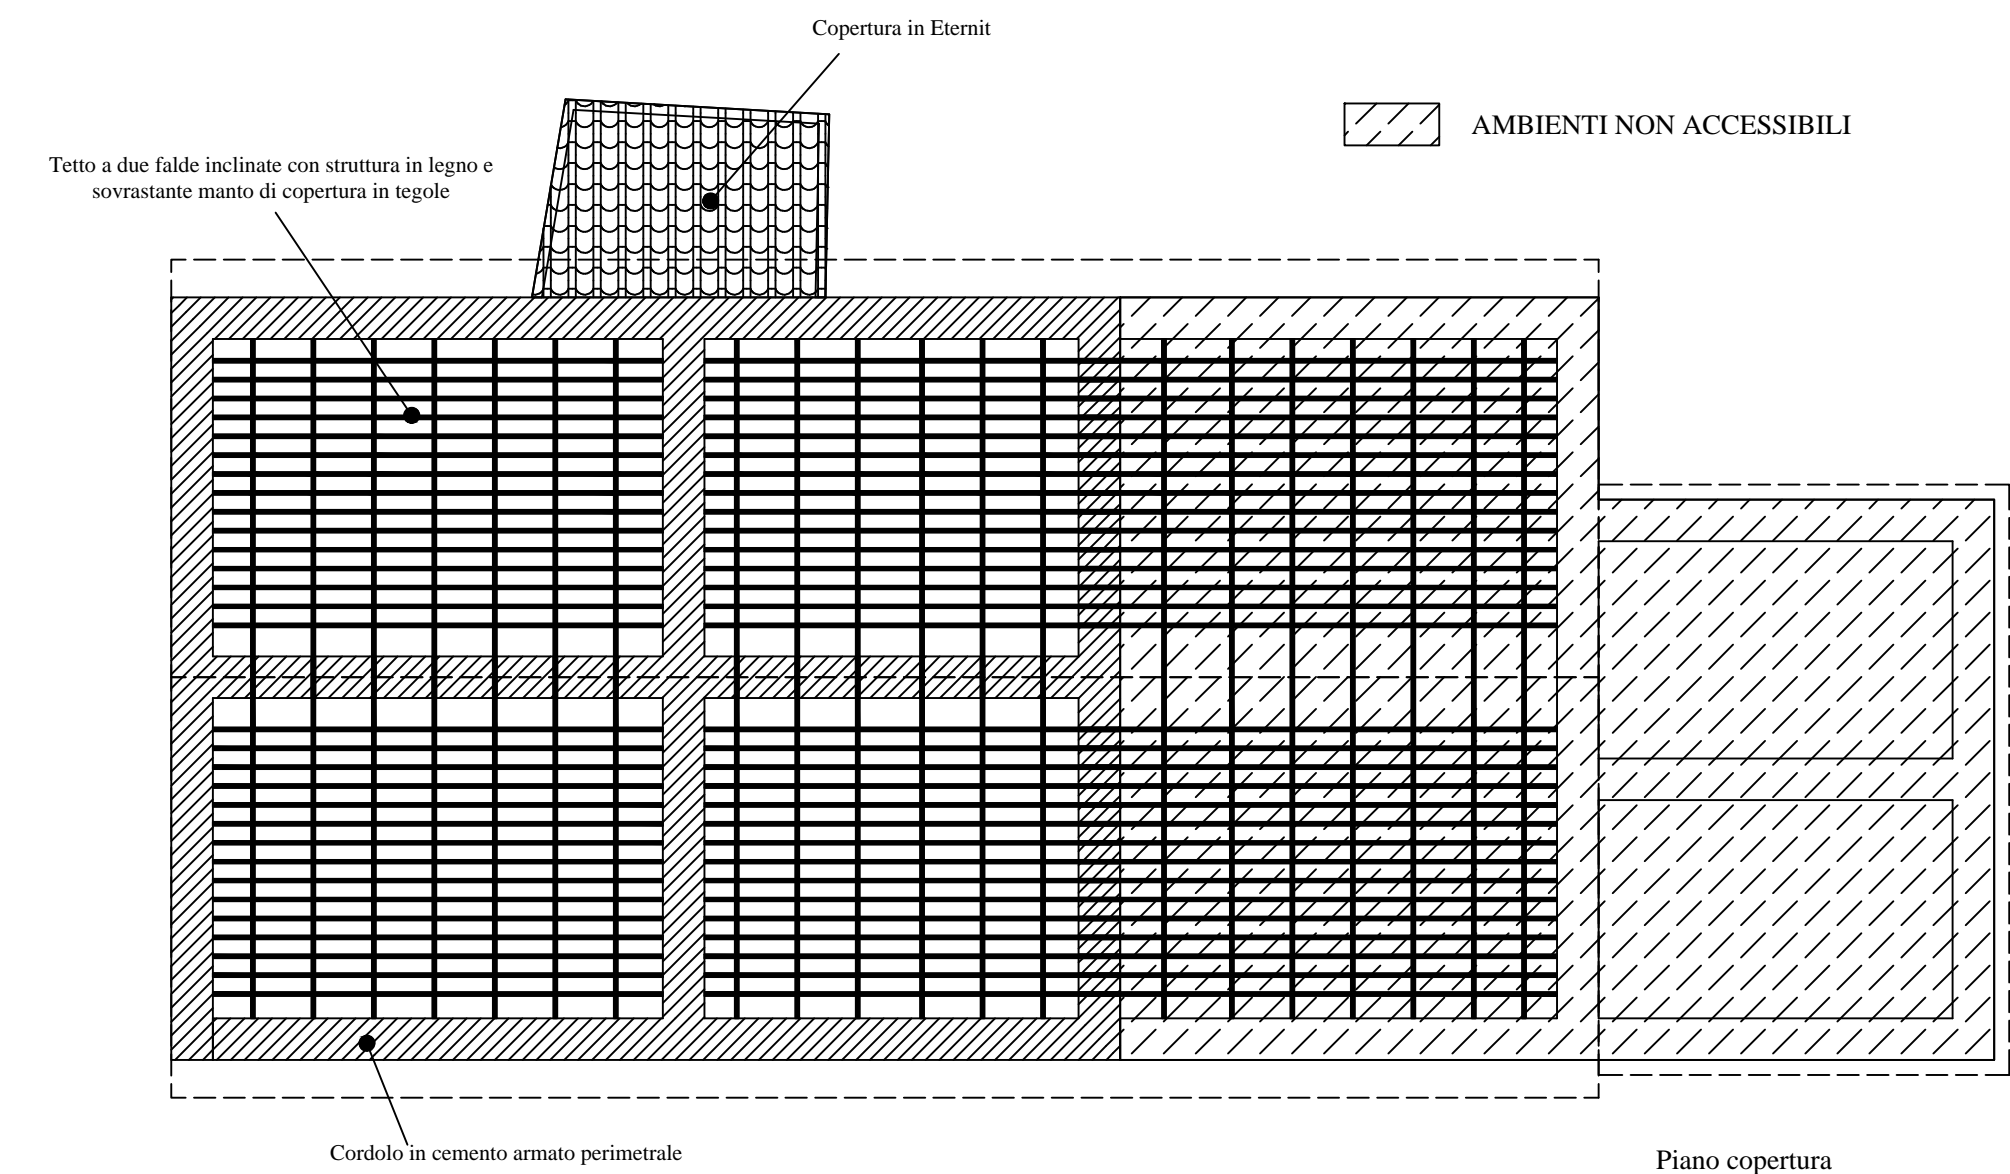 Copertura in Eternit
AMBIENTI NON ACCESSIBILI
Tetto a due falde inclinate con struttura in legno e
sovrastante manto di copertura in tegole
Cordolo in cemento armato perimetrale
Piano copertura